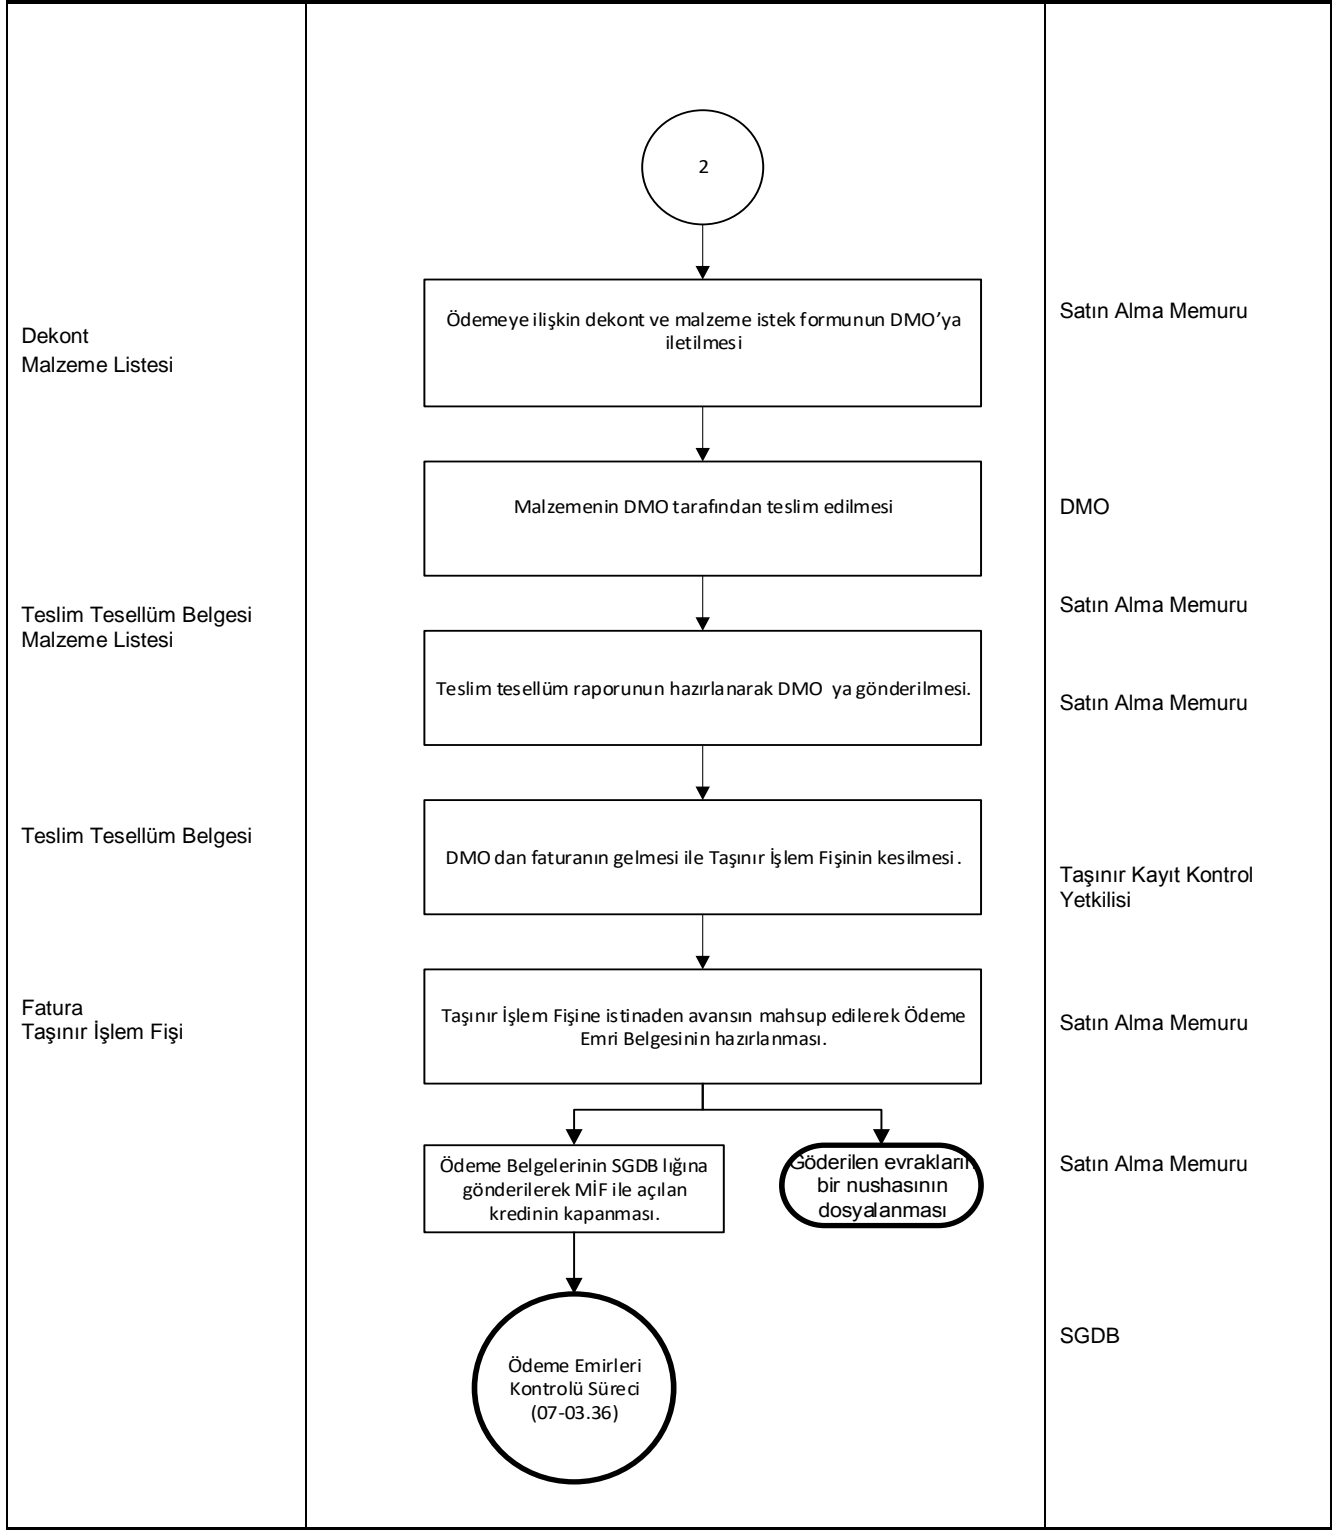 2
Dekont
Malzeme Listesi
Ödemeye ilişkin dekont ve malzeme istek formunun DMO’ya
iletilmesi
Satın Alma Memuru
Malzemenin DMO tarafından teslim edilmesi
DMO
Teslim Tesellüm Belgesi
Malzeme Listesi
Satın Alma Memuru
Teslim tesellüm raporunun hazırlanarak DMO ya gönderilmesi.
Satın Alma Memuru
Teslim Tesellüm Belgesi
DMO dan faturanın gelmesi ile Taşınır İşlem Fişinin kesilmesi.
Taşınır Kayıt Kontrol
Yetkilisi
Fatura
Taşınır İşlem Fişi
Taşınır İşlem Fişine istinaden avansın mahsup edilerek Ödeme
Emri Belgesinin hazırlanması.
Satın Alma Memuru
Ödeme Belgelerinin SGDB lığına
gönderilerek MİF ile açılan
kredinin kapanması.
Göderilen evrakların
bir nushasının
dosyalanması
Satın Alma Memuru
Ödeme Emirleri
Kontrolü Süreci
(07-03.36)
SGDB